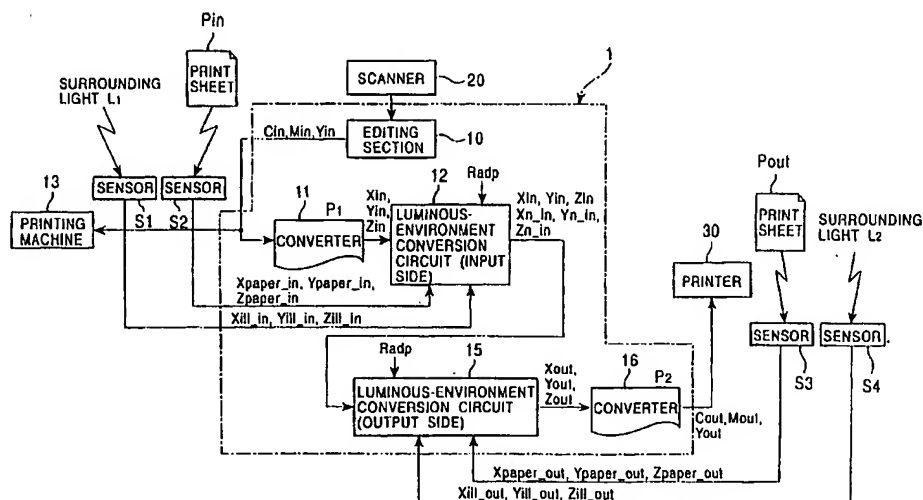 Pin
PRINT
SHEET
SURROUNDING
LIGHT L1
SCANNER
20
1
Cin,Min,Yin
EDITING
SECTION
10
13
SENSOR
SENSOR
S1
S2
PRINTING
MACHINE
11
P1
CONVERTER
Xin,
Yin,
Zin
12
Radp
LUMINOUS-
ENVIRONMENT
CONVERSION
CIRCUIT (INPUT
SIDE)
Xin, Yin, Zin
Xn_in, Yn_in,
Zn_in
Pout
PRINT
SHEET
SURROUNDING
LIGHT L2
30
PRINTER
Xpaper_in, Ypaper_in,
Zpaper_in
Xill_in, Yill_in, Zill_in
SENSOR
SENSOR
S3
S4
Radp
15
LUMINOUS-ENVIRONMENT
CONVERSION CIRCUIT
(OUTPUT SIDE)
Xout,
Yout,
Zout
16
P2
CONVERTER
Cout,Mout,
Yout
Xpaper_out, Ypaper_out, Zpaper_out
Xill_out, Yill_out, Zill_out